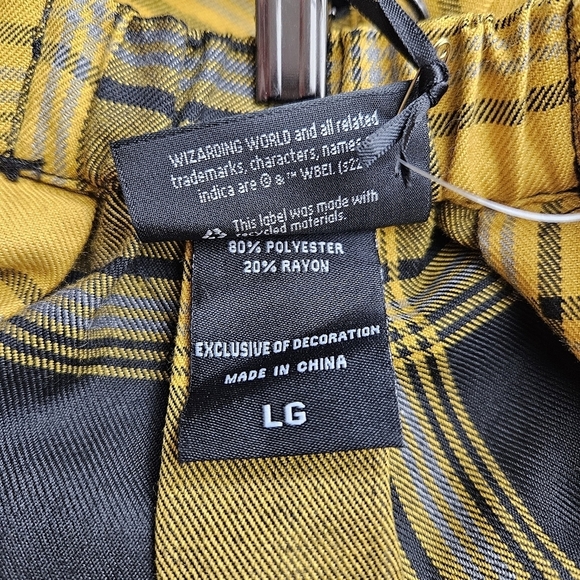 WIZARDING WORLD and all related
trademarks, characters, names
indica are © & ™ WBEI. (s22
This label was made with
recycled materials.
80% POLYESTER
20% RAYON
EXCLUSIVE OF DECORATION
MADE IN CHINA
LG